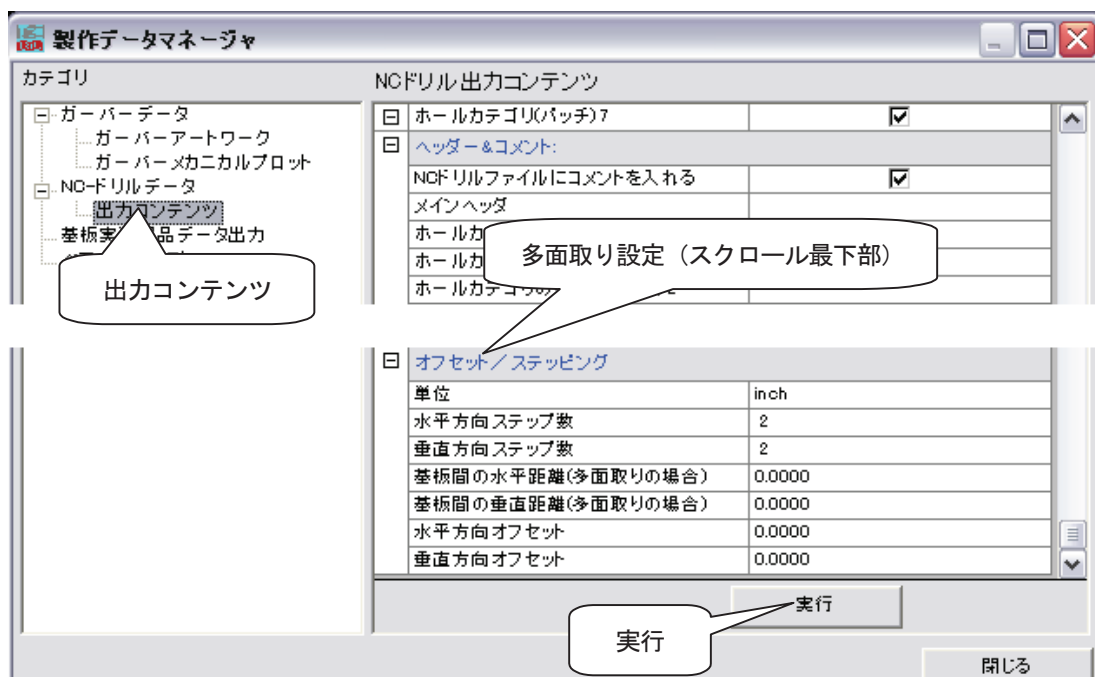 製作データマネージャ
カテゴリ
NCドリル出力コンテンツ
ガーバーデータ
ガーバーアートワーク
ガーバーメカニカルプロット
NC-ドリルデータ
出力コンテンツ
基板実
品データ出力
出力コンテンツ
ホールカテゴリ(パッチ)7
ヘッダー&コメント:
NCドリルファイルにコメントを入れる
メインヘッダ
ホールカ
ホールカ
ホールカテゴリの
多面取り設定（スクロール最下部）
オフセット／ステッピング
単位 inch
水平方向ステップ数 2
垂直方向ステップ数 2
基板間の水平距離(多面取りの場合) 0.0000
基板間の垂直距離(多面取りの場合) 0.0000
水平方向オフセット 0.0000
垂直方向オフセット 0.0000
実行
実行
閉じる